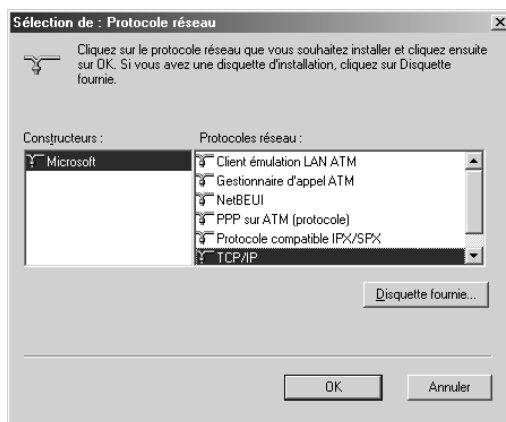 Sélection de : Protocole réseau
Cliquez sur le protocole réseau que vous souhaitez installer et cliquez ensuite
sur OK. Si vous avez une disquette d'installation, cliquez sur Disquette
fournie.
Constructeurs :
Protocoles réseau :
Microsoft
Client émulation LAN ATM
Gestionnaire d'appel ATM
NetBEUI
PPP sur ATM (protocole)
Protocole compatible IPX/SPX
TCP/IP
Disquette fournie...
OK
Annuler